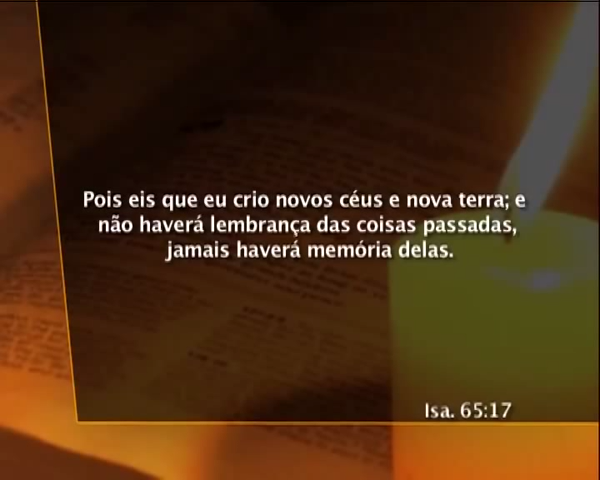 Pois eis que eu crio novos céus e nova terra; e
não haverá lembrança das coisas passadas,
jamais haverá memória delas.
Isa. 65:17